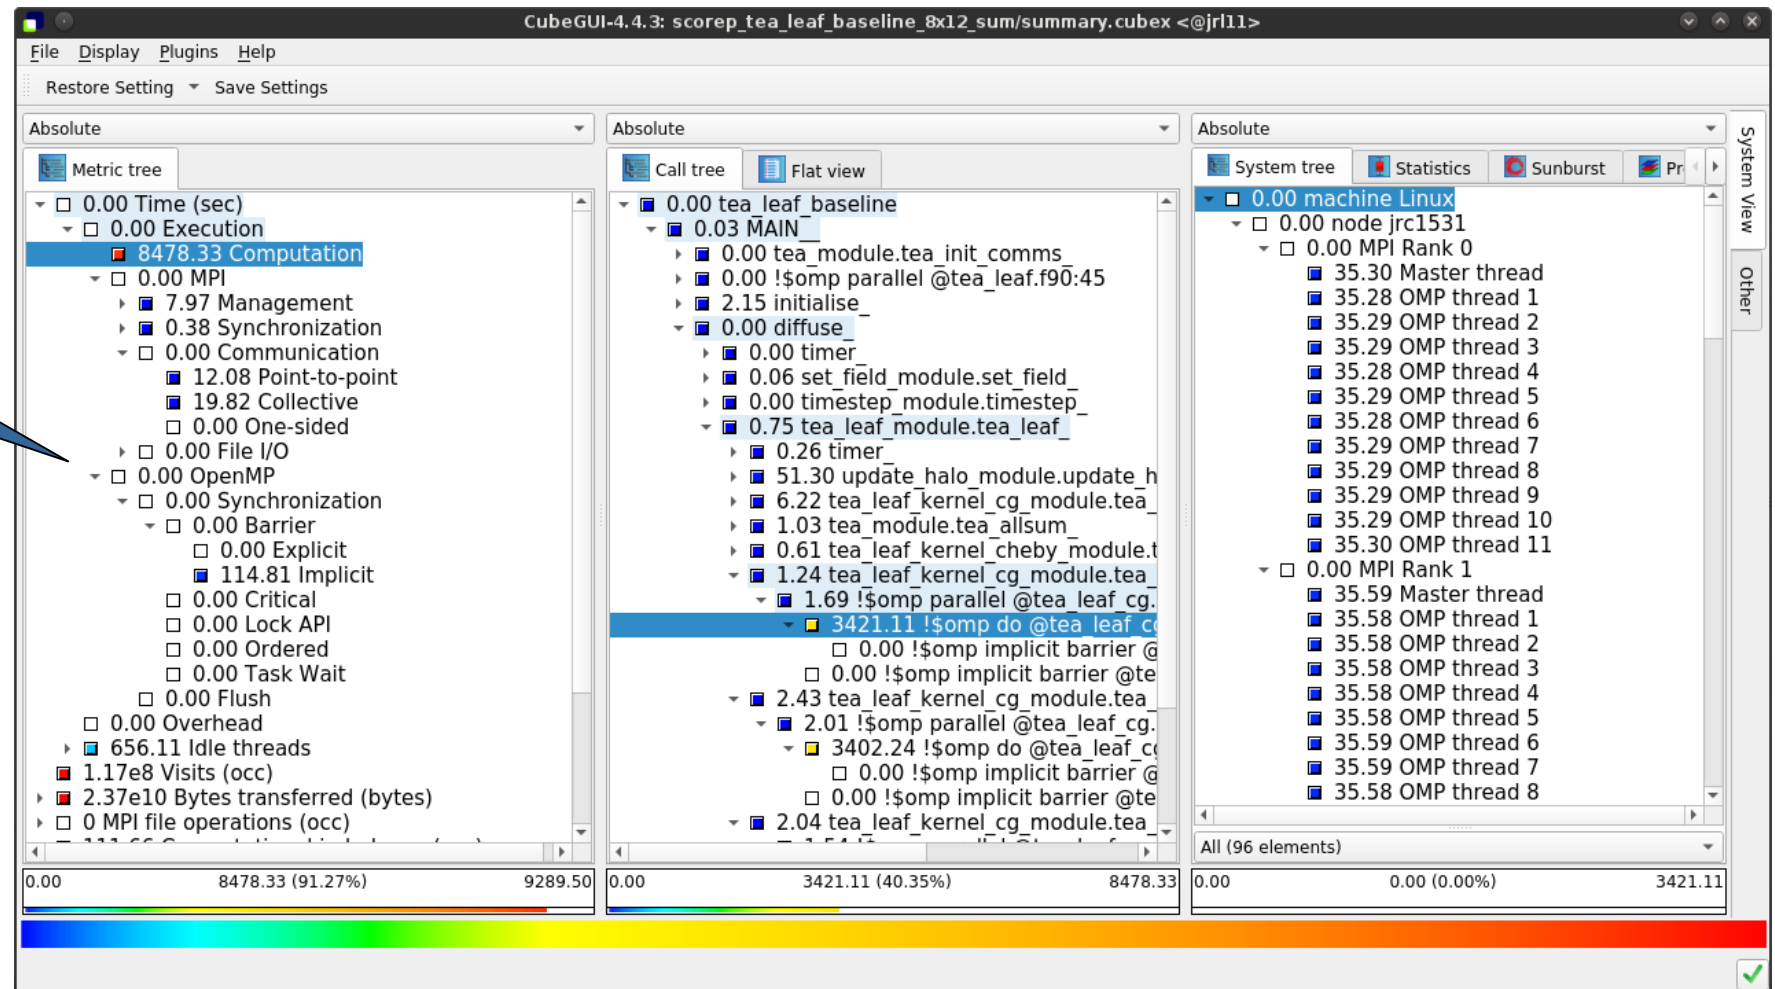 CubeGUI-4.4.3: scorep_tea_leaf_baseline_8x12_sum/summary.cubex <@jrl11>
File Display Plugins Help
Restore Setting Save Settings
Absolute
Metric tree
0.00 Time (sec)
0.00 Execution
8478.33 Computation
0.00 MPI
7.97 Management
0.38 Synchronization
0.00 Communication
12.08 Point-to-point
19.82 Collective
0.00 One-sided
0.00 File I/O
0.00 OpenMP
0.00 Synchronization
0.00 Barrier
0.00 Explicit
114.81 Implicit
0.00 Critical
0.00 Lock API
0.00 Ordered
0.00 Task Wait
0.00 Flush
0.00 Overhead
656.11 Idle threads
1.17e8 Visits (occ)
2.37e10 Bytes transferred (bytes)
0 MPI file operations (occ)
0.00 8478.33 (91.27%) 9289.50
Absolute
Call tree Flat view
0.00 tea_leaf_baseline
0.03 MAIN__
0.00 tea_module.tea_init_comms_
0.00 !$omp parallel @tea_leaf.f90:45
2.15 initialise_
0.00 diffuse_
0.00 timer_
0.06 set_field_module.set_field_
0.00 timestep_module.timestep_
0.75 tea_leaf_module.tea_leaf_
0.26 timer_
51.30 update_halo_module.update_h
6.22 tea_leaf_kernel_cg_module.tea_
1.03 tea_module.tea_allsum_
0.61 tea_leaf_kernel_cheby_module.t
1.24 tea_leaf_kernel_cg_module.tea_
1.69 !$omp parallel @tea_leaf_cg.
3421.11 !$omp do @tea_leaf_cg
0.00 !$omp implicit barrier @
0.00 !$omp implicit barrier @te
2.43 tea_leaf_kernel_cg_module.tea_
2.01 !$omp parallel @tea_leaf_cg.
3402.24 !$omp do @tea_leaf_cg
0.00 !$omp implicit barrier @
0.00 !$omp implicit barrier @te
2.04 tea_leaf_kernel_cg_module.tea_
0.00 3421.11 (40.35%) 8478.33
Absolute
System tree Statistics Sunburst Pr
0.00 machine Linux
0.00 node jrc1531
0.00 MPI Rank 0
35.30 Master thread
35.28 OMP thread 1
35.29 OMP thread 2
35.29 OMP thread 3
35.28 OMP thread 4
35.29 OMP thread 5
35.28 OMP thread 6
35.29 OMP thread 7
35.29 OMP thread 8
35.29 OMP thread 9
35.29 OMP thread 10
35.30 OMP thread 11
0.00 MPI Rank 1
35.59 Master thread
35.58 OMP thread 1
35.58 OMP thread 2
35.58 OMP thread 3
35.58 OMP thread 4
35.58 OMP thread 5
35.59 OMP thread 6
35.59 OMP thread 7
35.58 OMP thread 8
All (96 elements)
0.00 0.00 (0.00%) 3421.11
System View
Other